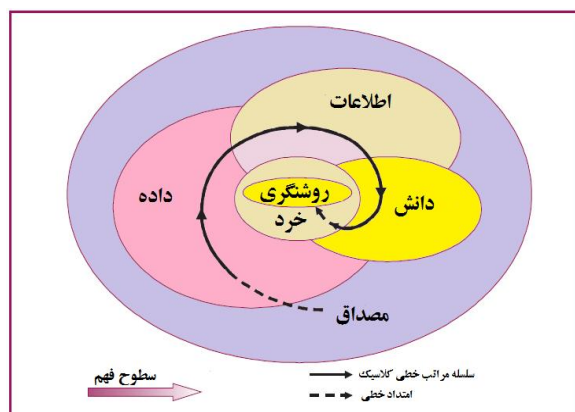 اطلاعات
داده
روشنگری
خرد
دانش
مصداق
سطوح فهم
سلسله مراتب خطی کلاسیک
امتداد خطی